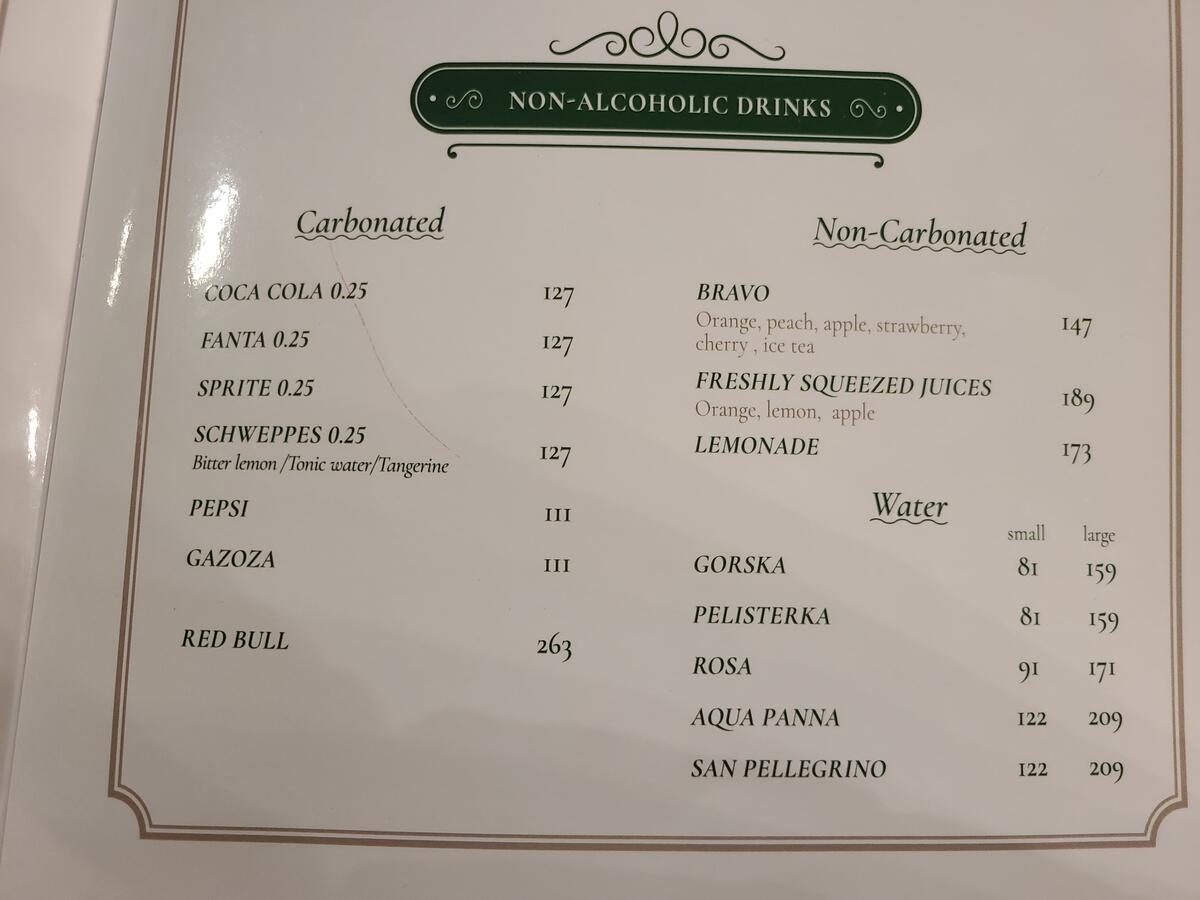 NON-ALCOHOLIC DRINKS
Carbonated
COCA COLA 0.25 127
FANTA 0.25 127
SPRITE 0.25 127
SCHWEPPES 0.25
Bitter lemon /Tonic water/Tangerine 127
PEPSI 111
GAZOZA 111
RED BULL 263
Non-Carbonated
BRAVO
Orange, peach, apple, strawberry, 147
cherry , ice tea
FRESHLY SQUEEZED JUICES
Orange, lemon, apple 189
LEMONADE 173
Water
small large
GORSKA 81 159
PELISTERKA 81 159
ROSA 91 171
AQUA PANNA 122 209
SAN PELLEGRINO 122 209